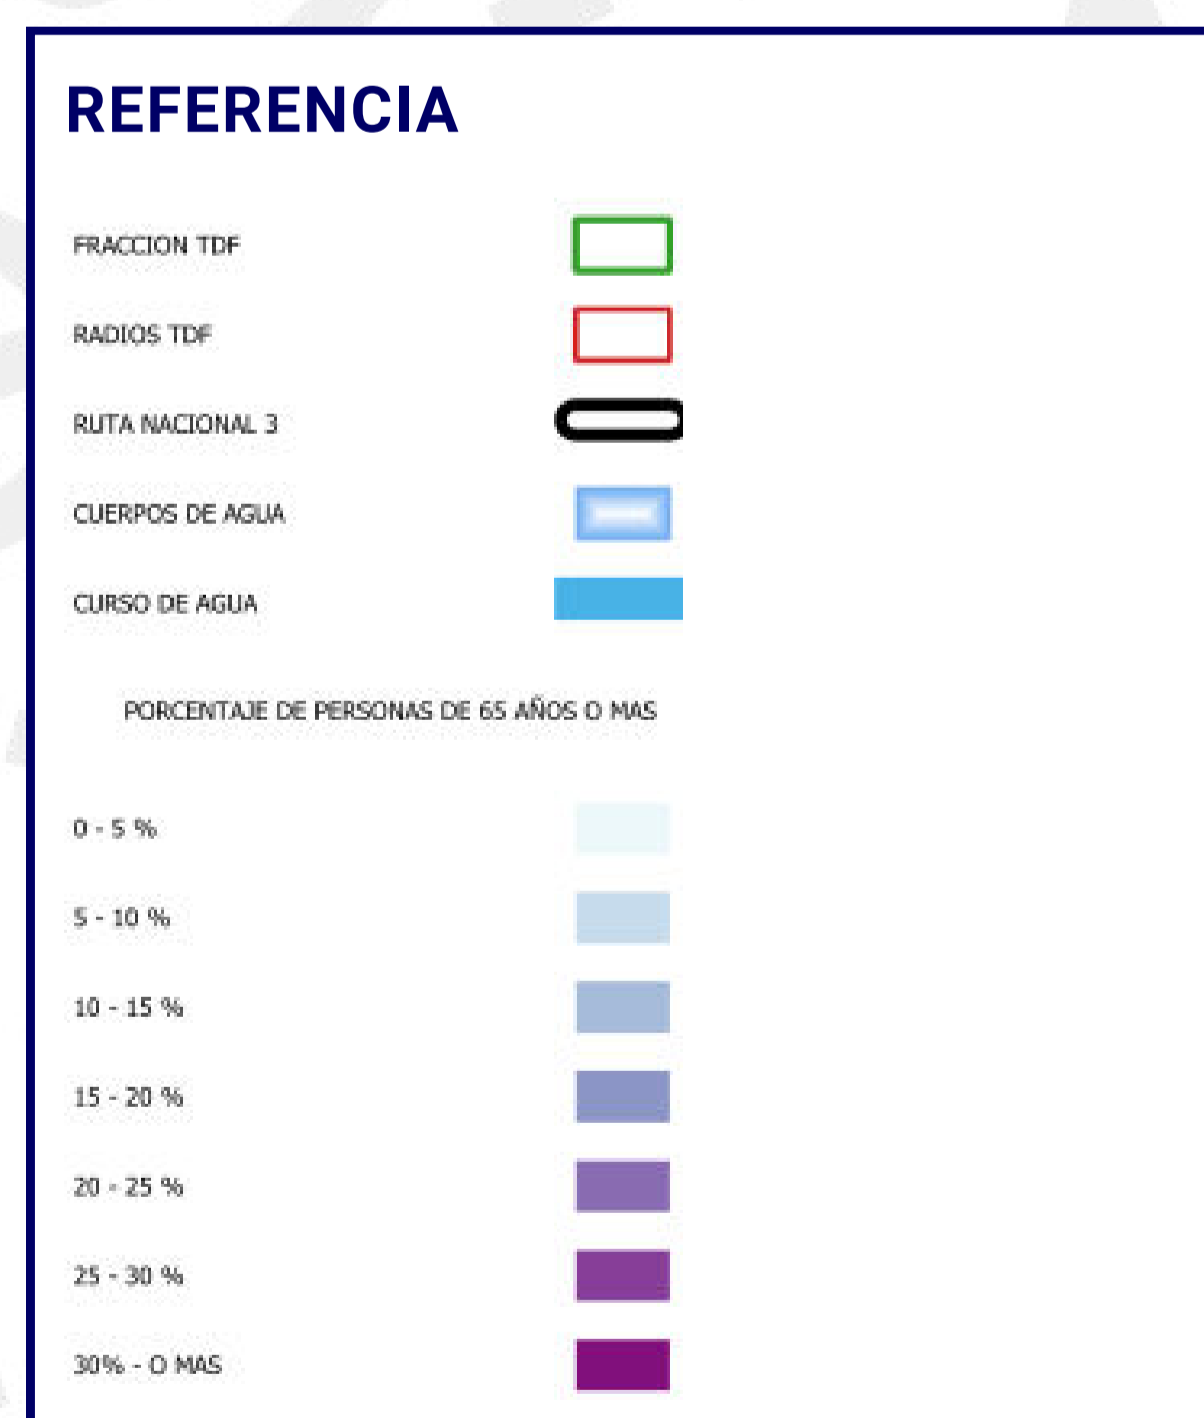 REFERENCIA
FRACCION TDF
RADIOS TDF
RUTA NACIONAL 3
CUERPOS DE AGUA
CURSO DE AGUA
PORCENTAJE DE PERSONAS DE 65 AÑOS O MAS
0 - 5 %
5 - 10 %
10 - 15 %
15 - 20 %
20 - 25 %
25 - 30 %
30% - O MAS